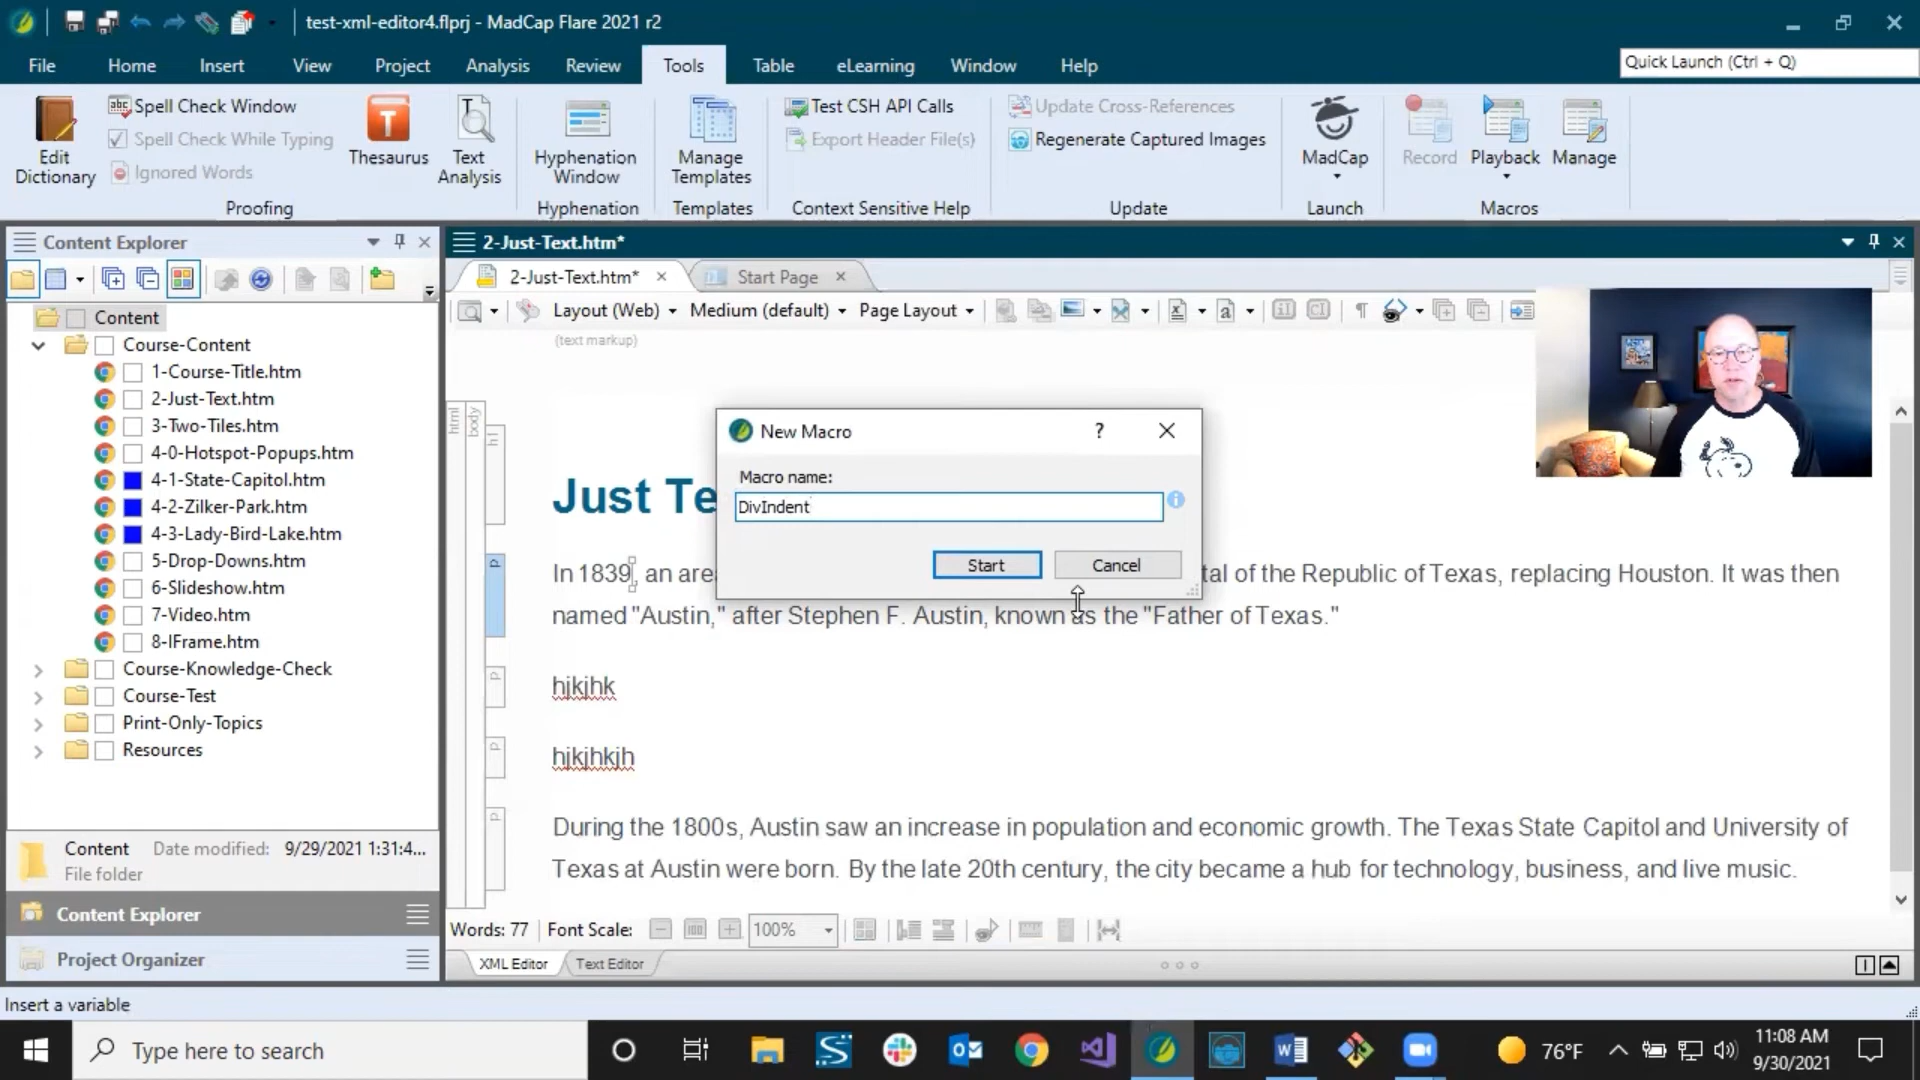 test-xml-editor4.flprj - MadCap Flare 2021 r2
File Home Insert View Project Analysis Review Tools Table eLearning Window Help
Quick Launch (Ctrl + Q)
Edit Dictionary
Spell Check Window
Spell Check While Typing
Ignored Words
Thesaurus
Text Analysis
Proofing
Hyphenation Window
Hyphenation
Manage Templates
Templates
Test CSH API Calls
Export Header File(s)
Context Sensitive Help
Update Cross-References
Regenerate Captured Images
Update
MadCap
Launch
Record
Playback
Manage
Macros
Content Explorer
Content
Course-Content
1-Course-Title.htm
2-Just-Text.htm
3-Two-Tiles.htm
4-0-Hotspot-Popups.htm
4-1-State-Capitol.htm
4-2-Zilker-Park.htm
4-3-Lady-Bird-Lake.htm
5-Drop-Downs.htm
6-Slideshow.htm
7-Video.htm
8-IFrame.htm
Course-Knowledge-Check
Course-Test
Print-Only-Topics
Resources
Content Date modified: 9/29/2021 1:31:4...
File folder
Content Explorer
Project Organizer
2-Just-Text.htm*
2-Just-Text.htm* Start Page
Layout (Web) Medium (default) Page Layout
(text markup)
html
body
h1
p
p
p
p
Just Te
In 1839, an area
tal of the Republic of Texas, replacing Houston. It was then
named "Austin," after Stephen F. Austin, known as the "Father of Texas."
hjkjhk
hjkjhkjh
During the 1800s, Austin saw an increase in population and economic growth. The Texas State Capitol and University of
Texas at Austin were born. By the late 20th century, the city became a hub for technology, business, and live music.
New Macro
Macro name:
DivIndent
Start
Cancel
Words: 77 Font Scale: 100%
XML Editor Text Editor
Insert a variable
Type here to search
76°F
11:08 AM
9/30/2021